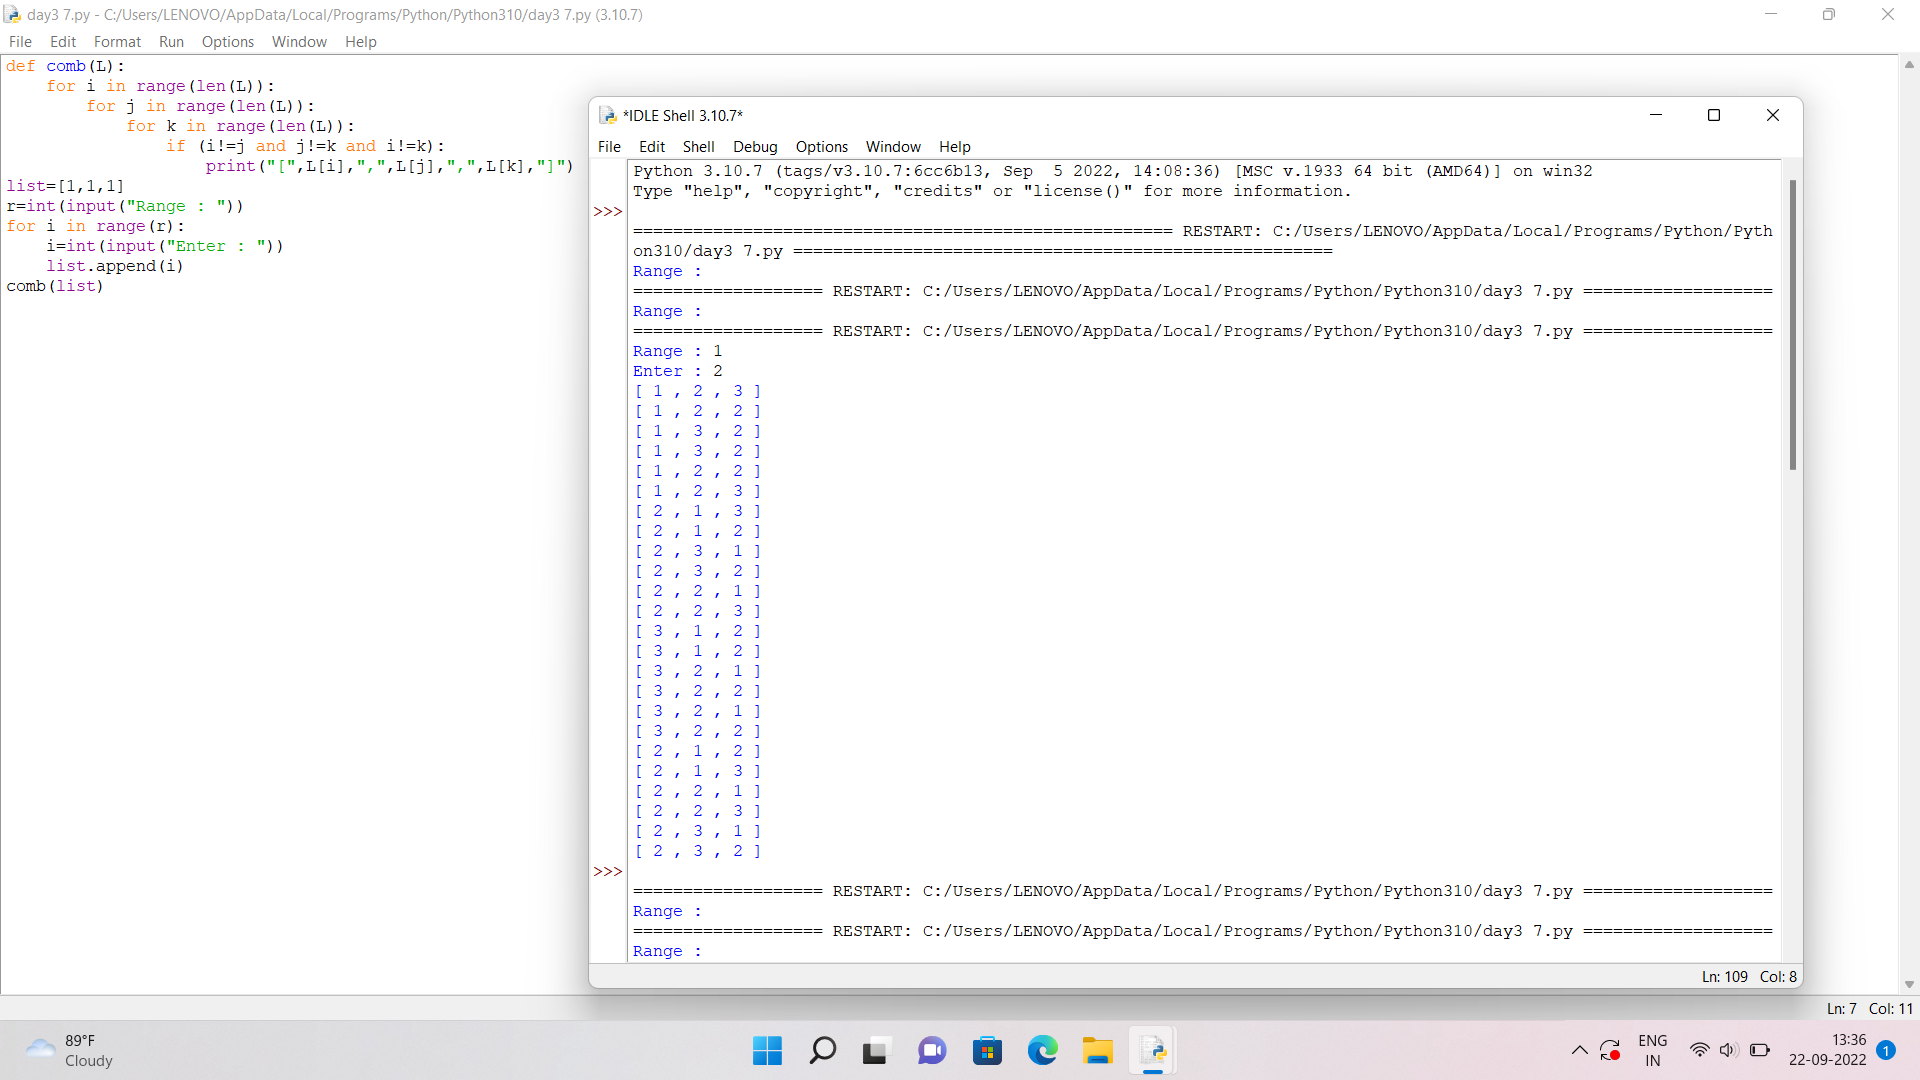 day3 7.py - C:/Users/LENOVO/AppData/Local/Programs/Python/Python310/day3 7.py (3.10.7)
File Edit Format Run Options Window Help
def comb(L):
    for i in range(len(L)):
        for j in range(len(L)):
            for k in range(len(L)):
                if (i!=j and j!=k and i!=k):
                    print("[",L[i],",",L[j],",",L[k],"]")
list=[1,1,1]
r=int(input("Range : "))
for i in range(r):
    i=int(input("Enter : "))
    list.append(i)
comb(list)
*IDLE Shell 3.10.7*
File Edit Shell Debug Options Window Help
Python 3.10.7 (tags/v3.10.7:6cc6b13, Sep  5 2022, 14:08:36) [MSC v.1933 64 bit (AMD64)] on win32
Type "help", "copyright", "credits" or "license()" for more information.
>>>
====================================================== RESTART: C:/Users/LENOVO/AppData/Local/Programs/Python/Pyth
on310/day3 7.py ======================================================
Range :
=================== RESTART: C:/Users/LENOVO/AppData/Local/Programs/Python/Python310/day3 7.py ===================
Range :
=================== RESTART: C:/Users/LENOVO/AppData/Local/Programs/Python/Python310/day3 7.py ===================
Range : 1
Enter : 2
[ 1 , 2 , 3 ]
[ 1 , 2 , 2 ]
[ 1 , 3 , 2 ]
[ 1 , 3 , 2 ]
[ 1 , 2 , 2 ]
[ 1 , 2 , 3 ]
[ 2 , 1 , 3 ]
[ 2 , 1 , 2 ]
[ 2 , 3 , 1 ]
[ 2 , 3 , 2 ]
[ 2 , 2 , 1 ]
[ 2 , 2 , 3 ]
[ 3 , 1 , 2 ]
[ 3 , 1 , 2 ]
[ 3 , 2 , 1 ]
[ 3 , 2 , 2 ]
[ 3 , 2 , 1 ]
[ 3 , 2 , 2 ]
[ 2 , 1 , 2 ]
[ 2 , 1 , 3 ]
[ 2 , 2 , 1 ]
[ 2 , 2 , 3 ]
[ 2 , 3 , 1 ]
[ 2 , 3 , 2 ]
>>>
=================== RESTART: C:/Users/LENOVO/AppData/Local/Programs/Python/Python310/day3 7.py ===================
Range :
=================== RESTART: C:/Users/LENOVO/AppData/Local/Programs/Python/Python310/day3 7.py ===================
Range :
Ln: 109 Col: 8
Ln: 7 Col: 11
89°F
Cloudy
ENG
IN
13:36
22-09-2022
1